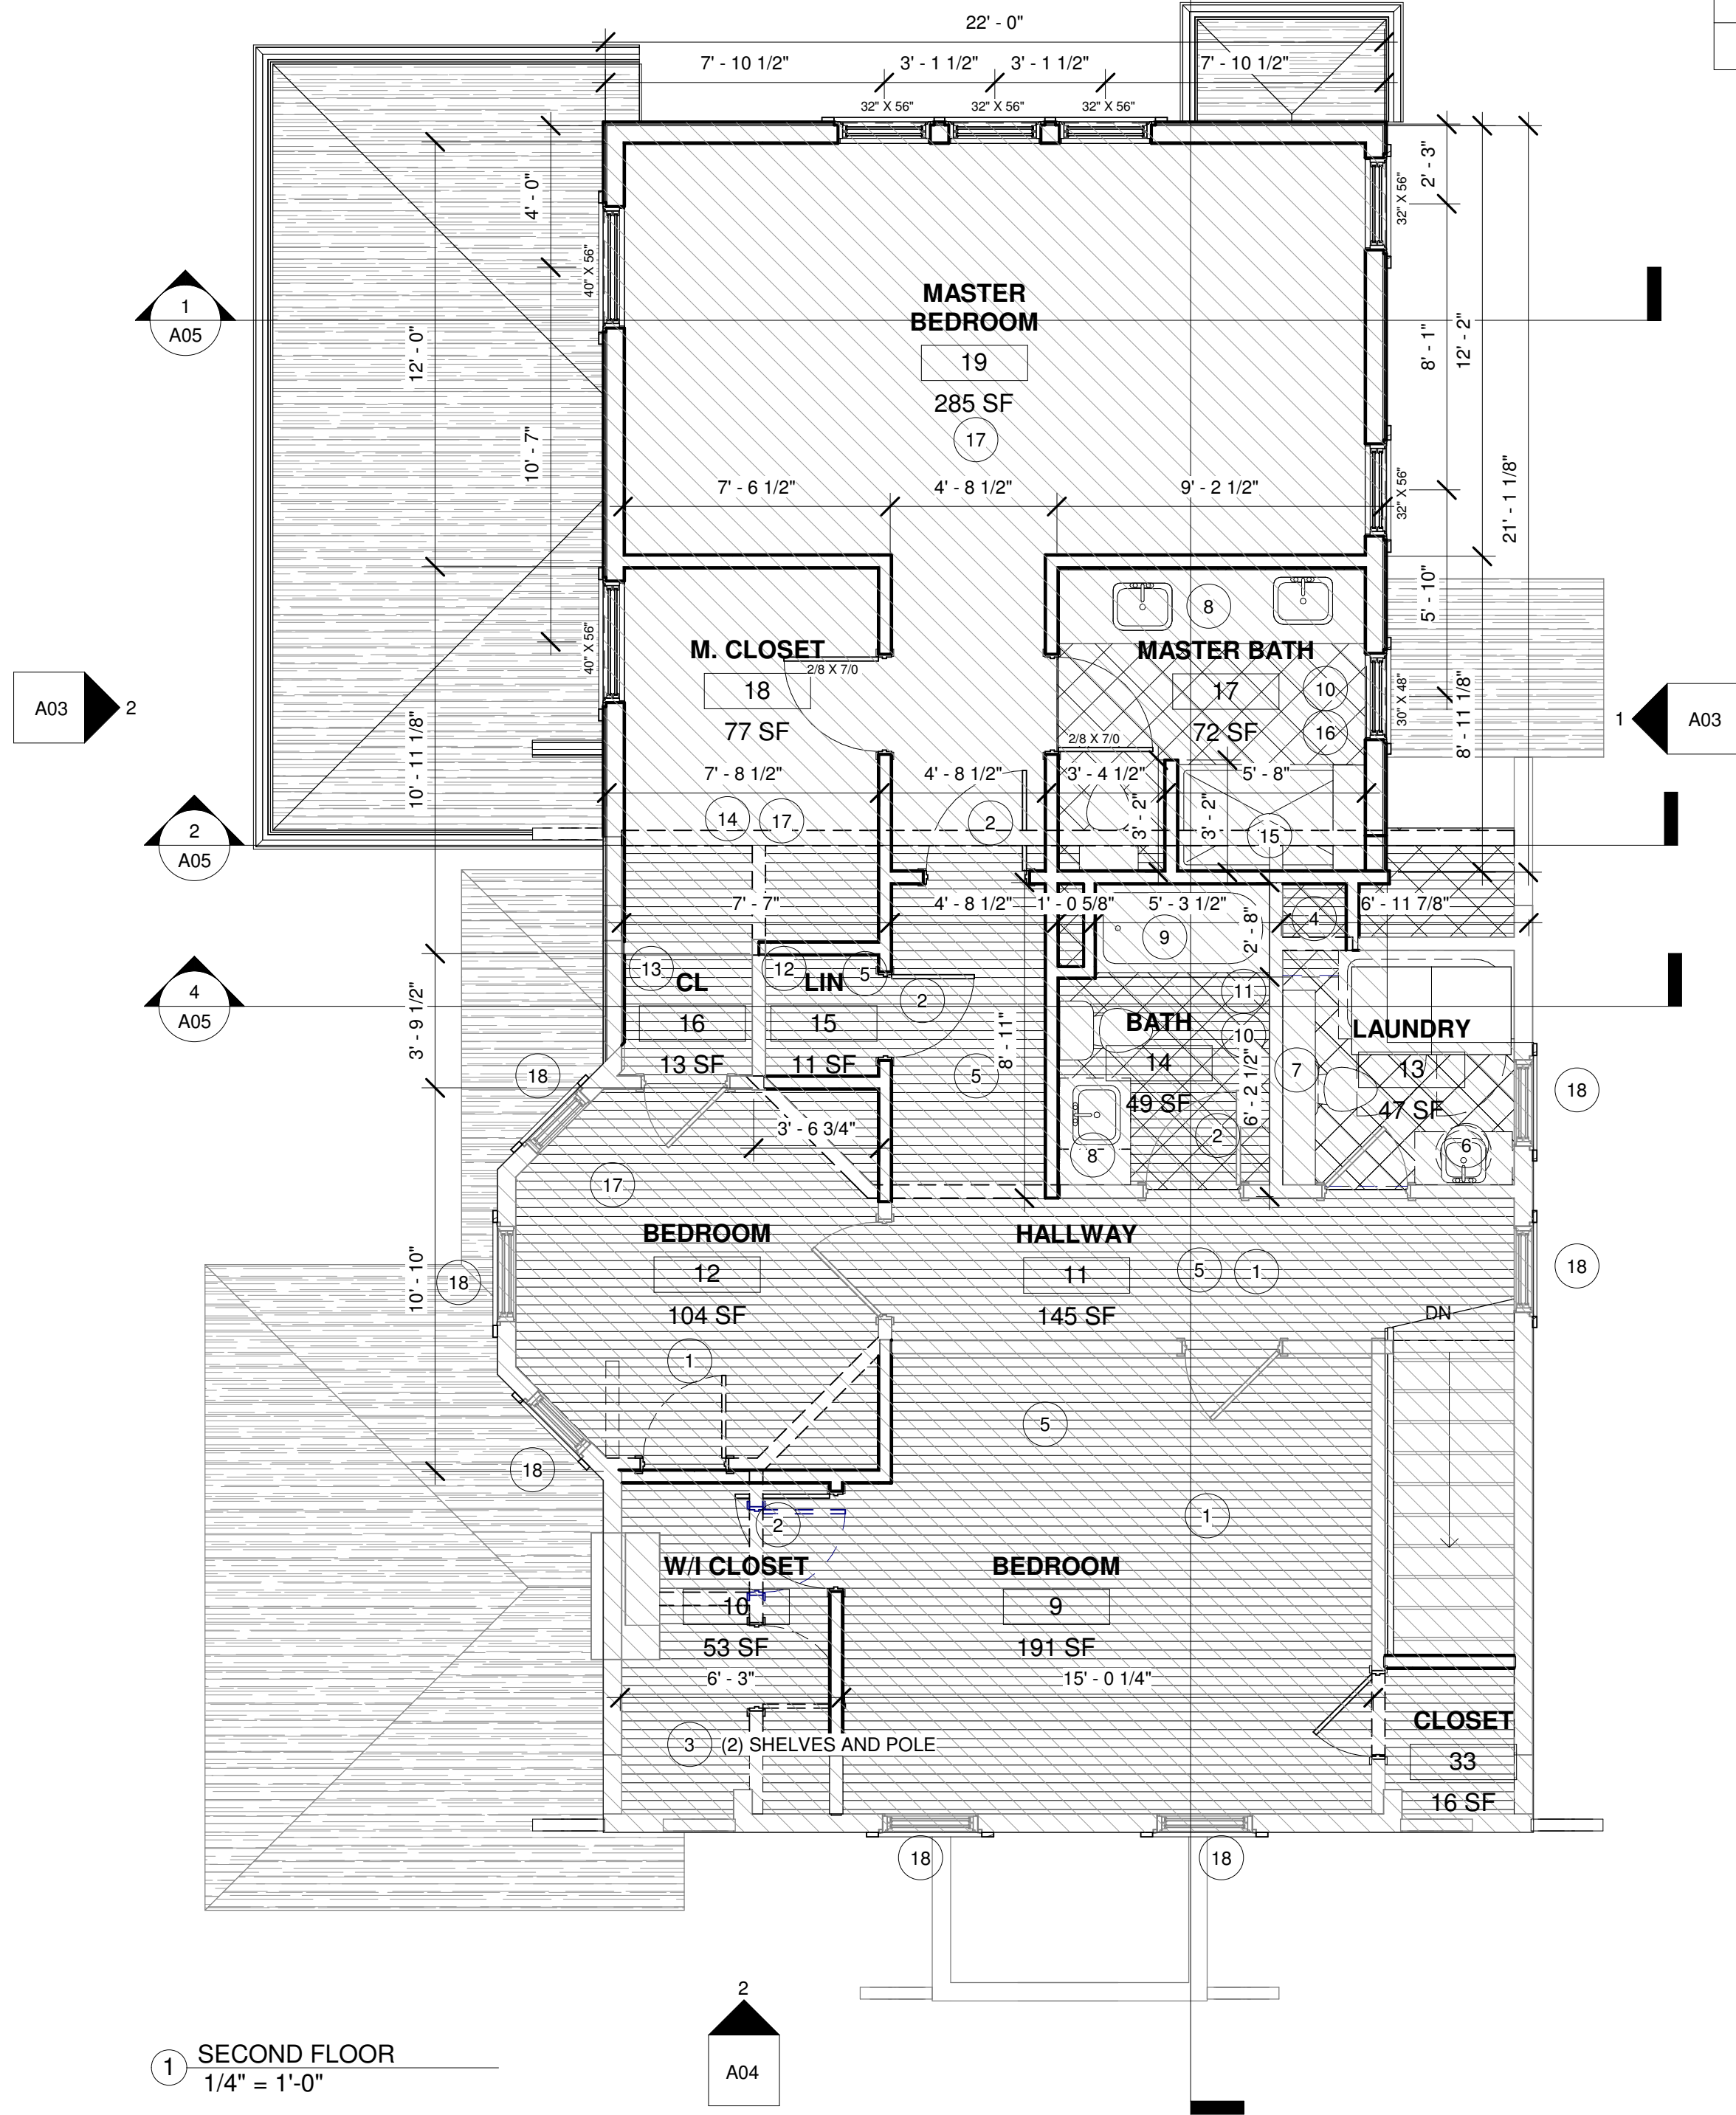 22' - 0"
7' - 10 1/2"
3' - 1 1/2"
3' - 1 1/2"
7' - 10 1/2"
32" X 56"
32" X 56"
32" X 56"
4' - 0"
2' - 3"
32" X 56"
40" X 56"
1
A05
MASTER
BEDROOM
19
285 SF
17
12' - 0"
8' - 1"
12' - 2"
10' - 7"
7' - 6 1/2"
4' - 8 1/2"
9' - 2 1/2"
32" X 56"
21' - 1 1/8"
5' - 10"
8
40" X 56"
M. CLOSET
2/8 X 7/0
18
77 SF
MASTER BATH
17
10
72 SF
16
2/8 X 7/0
30" X 48"
8' - 11 1/8"
A03
2
1
A03
10' - 11 1/8"
7' - 8 1/2"
4' - 8 1/2"
3' - 4 1/2"
5' - 8"
14
17
2
3' - 2"
3' - 2"
15
2
A05
7' - 7"
4' - 8 1/2"
1' - 0 5/8"
5' - 3 1/2"
6' - 11 7/8"
4
9
2' - 8"
13
CL
12
LIN
5
2
11
4
A05
16
15
13 SF
11 SF
8' - 11"
BATH
10
14
49 SF
LAUNDRY
13
47 SF
7
6' - 2 1/2"
3' - 9 1/2"
18
5
18
3' - 6 3/4"
2
8
6
17
BEDROOM
12
104 SF
HALLWAY
11
145 SF
5
1
18
18
DN
10' - 10"
1
5
18
2
1
W/I CLOSET
10
53 SF
6' - 3"
BEDROOM
9
191 SF
15' - 0 1/4"
3
(2) SHELVES AND POLE
CLOSET
33
16 SF
18
18
2
A04
1
SECOND FLOOR
1/4" = 1'-0"